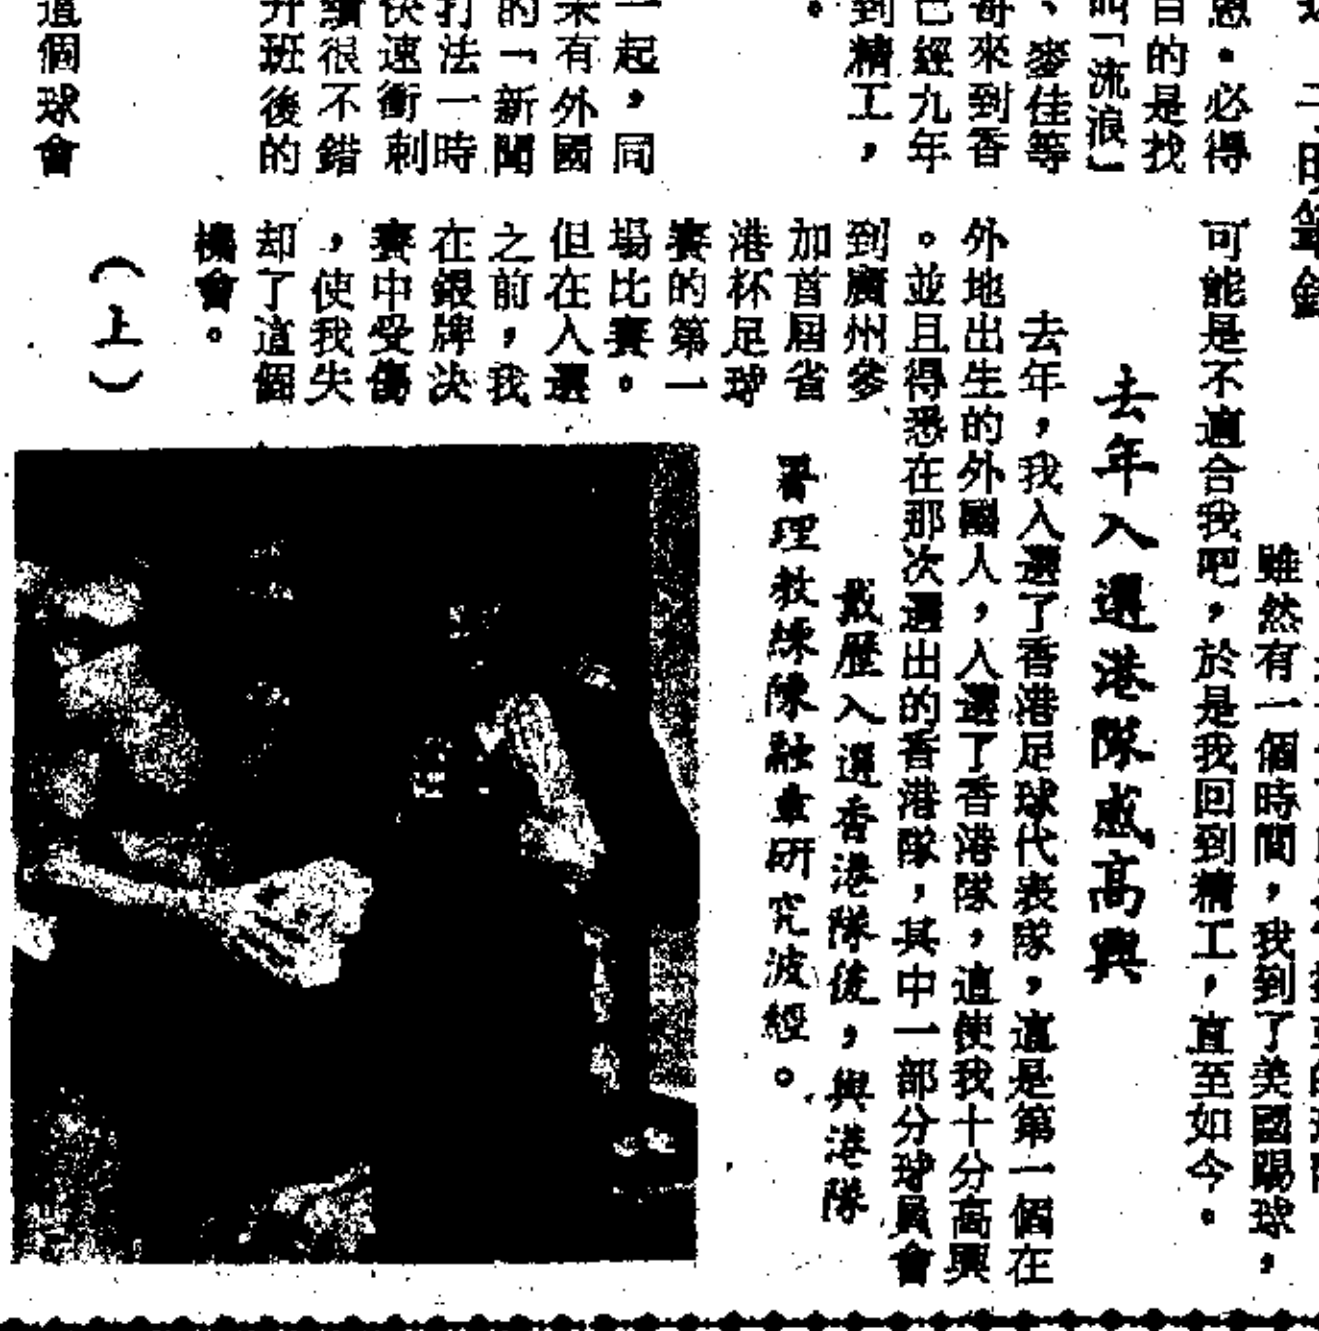 恩。必得
目的是找
叫「流浪」
、麥佳等
哥來到香
已經九年
到精工，
。
一起，同
來有外國
的「新聞
打法一時
快速衝刺
續很不錯
升班後的
這個球會
雖然有一個時間，我到了美國踢球，
可能是不適合我吧，於是我回到精工，直至如今。
去年入選港隊感高興
去年，我入選了香港足球代表隊，這是第一個在
外地出生的外國人，入選了香港隊，這使我十分高興
。並且得悉在那次選出的香港隊，其中一部分球員會
到廣州參
加首屆省
港杯足球
賽的第一
場比賽。
但在入選
之前，我
在銀牌決
賽中受傷
，使我失
却了這個
機會。
（上）
戴歷入選香港隊後，與港隊
署理教練陳融章研究波經。